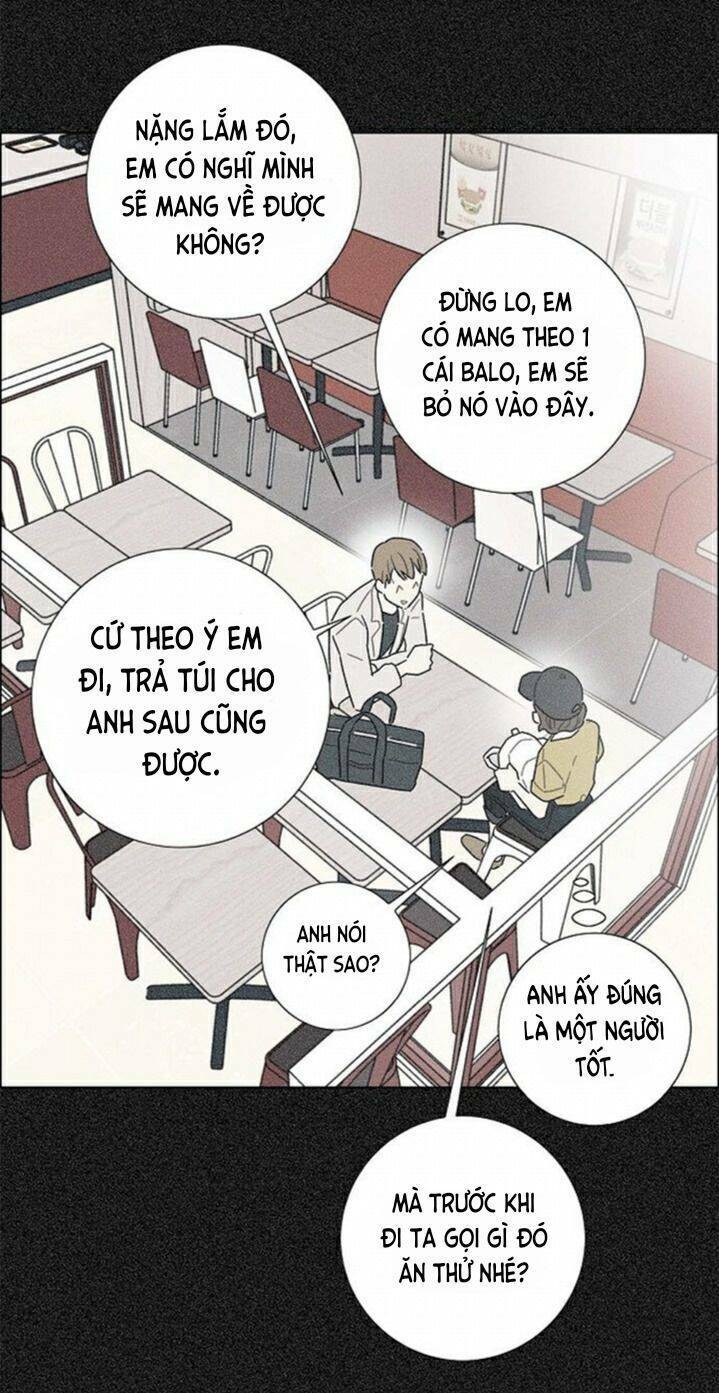 NẶNG LẮM ĐÓ,
EM CÓ NGHĨ MÌNH
SẼ MANG VỀ ĐƯỢC
KHÔNG?
더블
ĐỪNG LO, EM
CÓ MANG THEO 1
CÁI BALO, EM SẼ
BỎ NÓ VÀO ĐÂY.
CỨ THEO Ý EM
ĐI, TRẢ TÚI CHO
ANH SAU CŨNG
ĐƯỢC.
ANH NÓI
THẬT SAO?
ANH ẤY ĐÚNG
LÀ MỘT NGƯỜI
TỐT.
MÀ TRƯỚC KHI
ĐI TA GỌI GÌ ĐÓ
ĂN THỬ NHÉ?